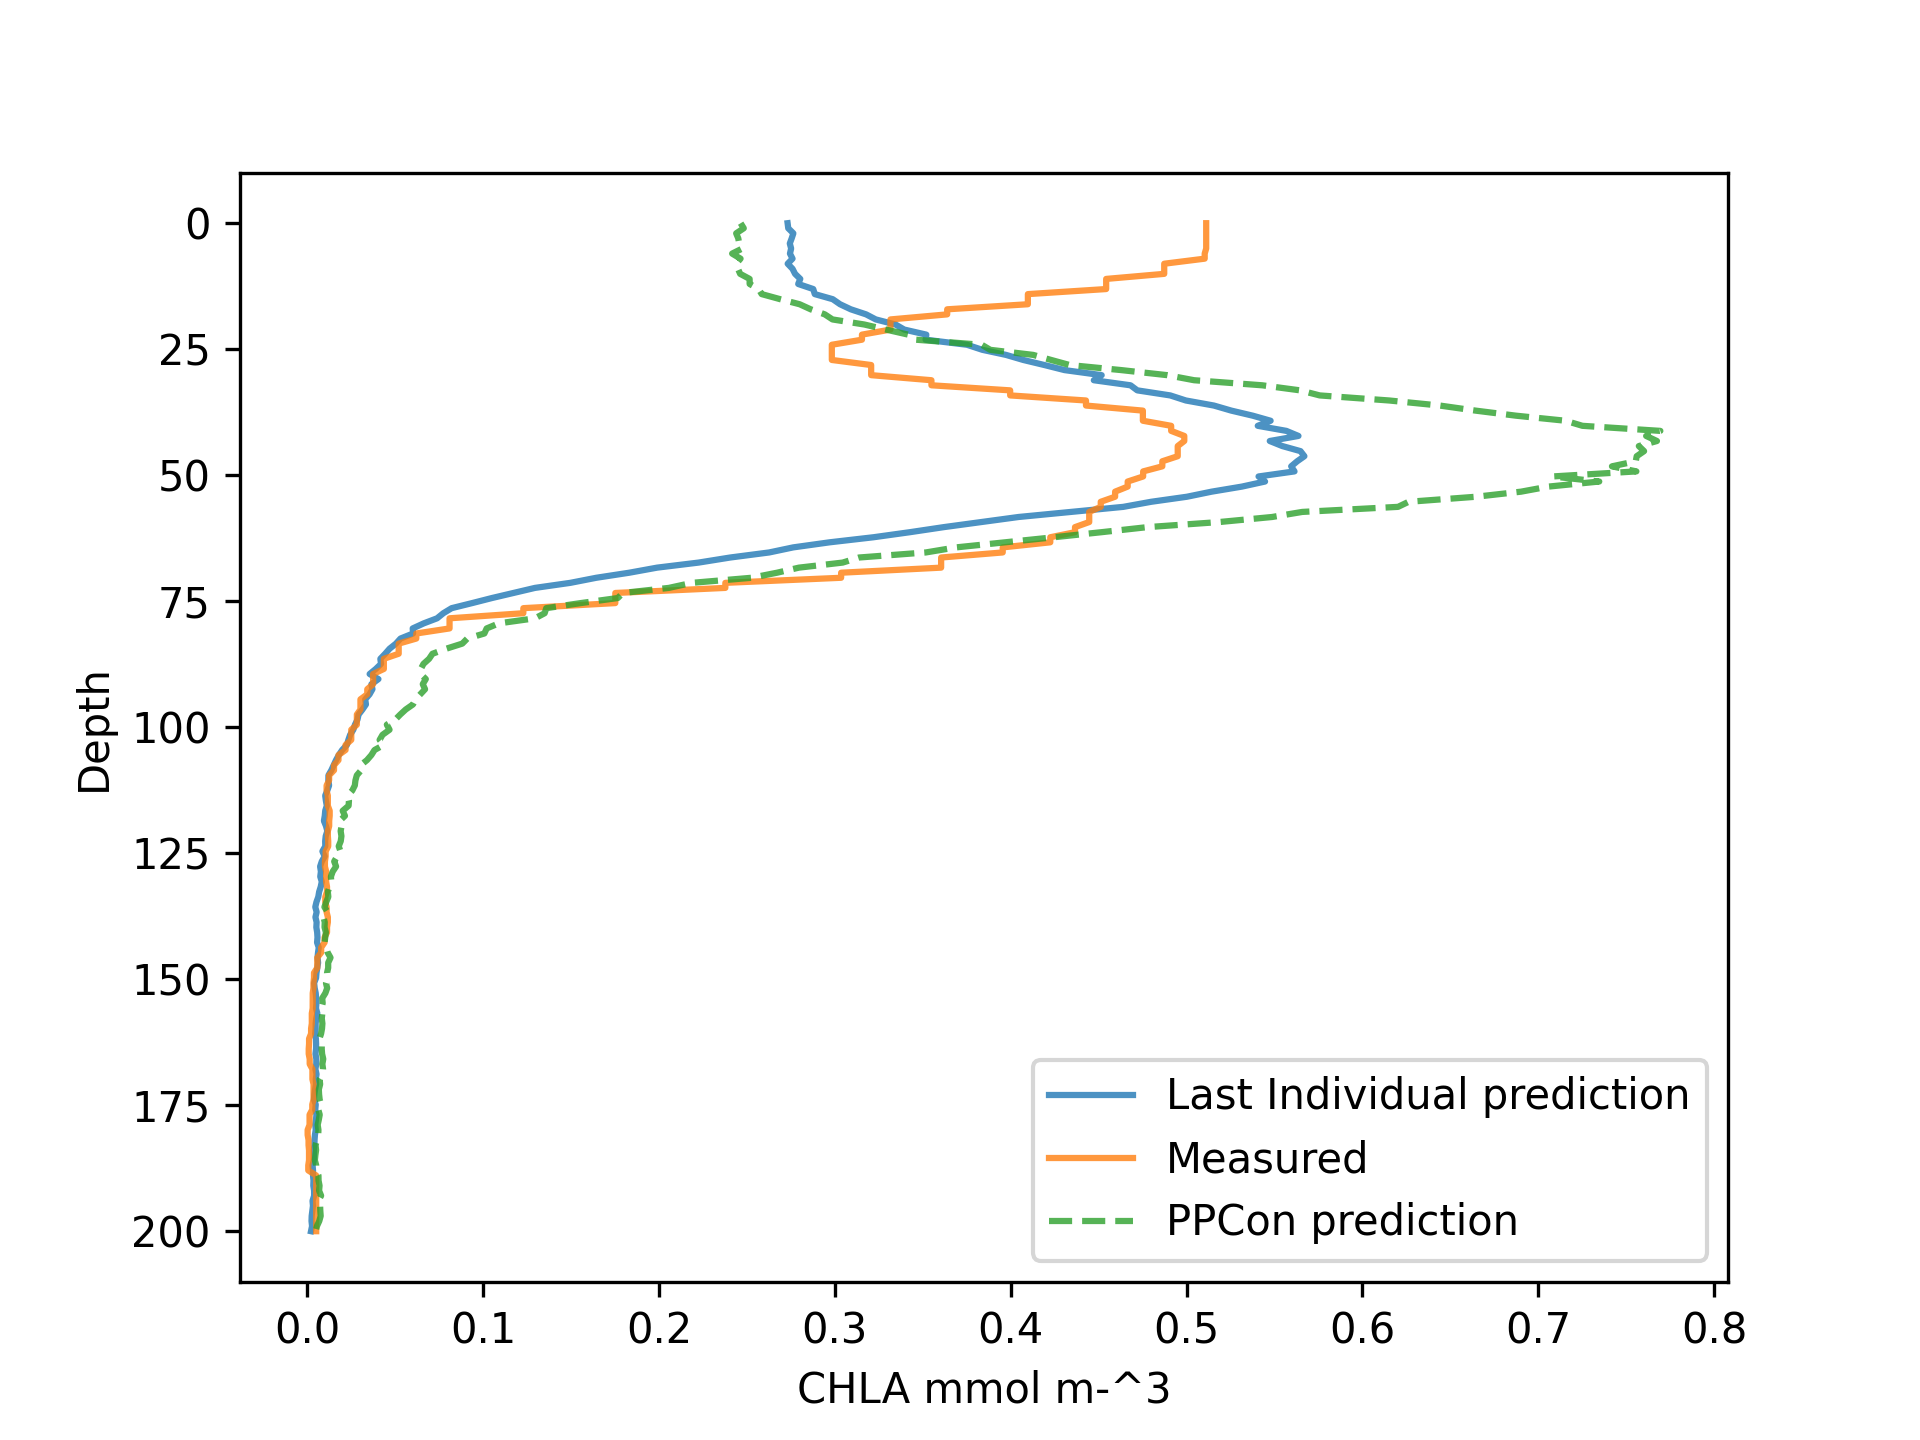 0
25
50
75
100
125
150
175
200
Depth
0.0 0.1 0.2 0.3 0.4 0.5 0.6 0.7 0.8
CHLA mmol m-^3
Last Individual prediction
Measured
PPCon prediction